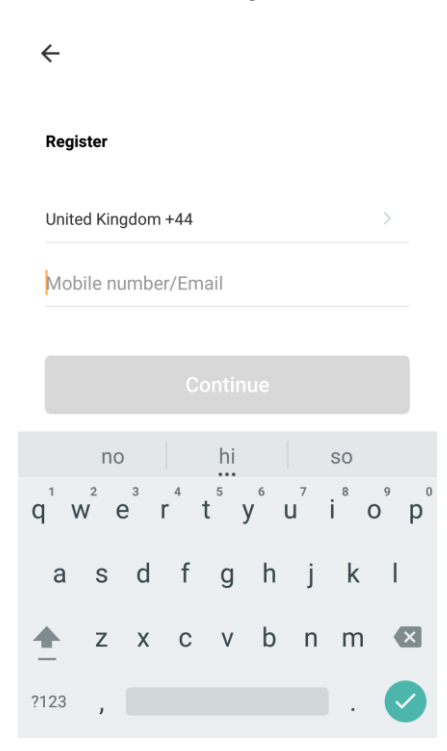 Register
United Kingdom +44
Mobile number/Email
Continue
no hi so
1 2 3 4 5 6 7 8 9 0
q w e r t y u i o p
a s d f g h j k l
z x c v b n m
?123 , .